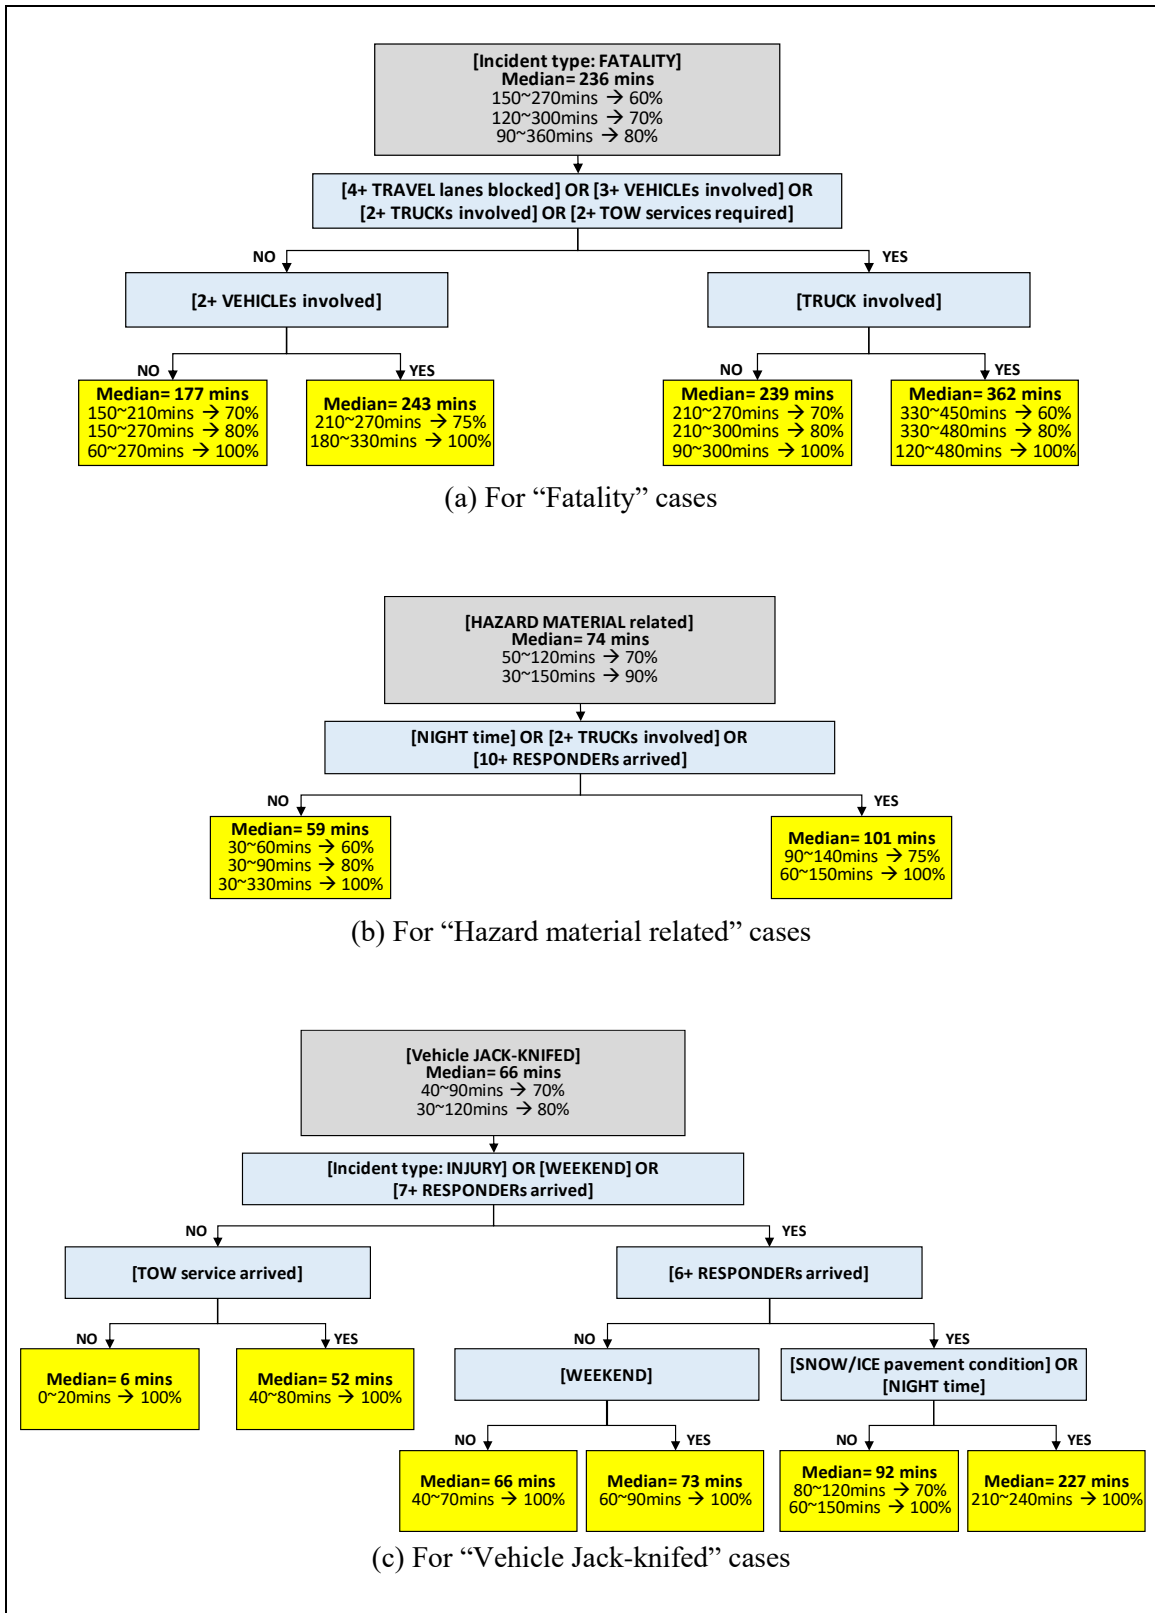 [Incident type: FATALITY]
Median= 236 mins
150~270mins → 60%
120~300mins → 70%
90~360mins → 80%
[4+ TRAVEL lanes blocked] OR [3+ VEHICLEs involved] OR
[2+ TRUCKs involved] OR [2+ TOW services required]
NO
YES
[2+ VEHICLEs involved]
[TRUCK involved]
NO
YES
NO
YES
Median= 177 mins
150~210mins → 70%
150~270mins → 80%
60~270mins → 100%
Median= 243 mins
210~270mins → 75%
180~330mins → 100%
Median= 239 mins
210~270mins → 70%
210~300mins → 80%
90~300mins → 100%
Median= 362 mins
330~450mins → 60%
330~480mins → 80%
120~480mins → 100%
(a) For “Fatality” cases
[HAZARD MATERIAL related]
Median= 74 mins
50~120mins → 70%
30~150mins → 90%
[NIGHT time] OR [2+ TRUCKs involved] OR
[10+ RESPONDERs arrived]
NO
YES
Median= 59 mins
30~60mins → 60%
30~90mins → 80%
30~330mins → 100%
Median= 101 mins
90~140mins → 75%
60~150mins → 100%
(b) For “Hazard material related” cases
[Vehicle JACK-KNIFED]
Median= 66 mins
40~90mins → 70%
30~120mins → 80%
[Incident type: INJURY] OR [WEEKEND] OR
[7+ RESPONDERs arrived]
NO
YES
[TOW service arrived]
[6+ RESPONDERs arrived]
NO
YES
NO
YES
Median= 6 mins
0~20mins → 100%
Median= 52 mins
40~80mins → 100%
[WEEKEND]
[SNOW/ICE pavement condition] OR
[NIGHT time]
NO
YES
NO
YES
Median= 66 mins
40~70mins → 100%
Median= 73 mins
60~90mins → 100%
Median= 92 mins
80~120mins → 70%
60~150mins → 100%
Median= 227 mins
210~240mins → 100%
(c) For “Vehicle Jack-knifed” cases